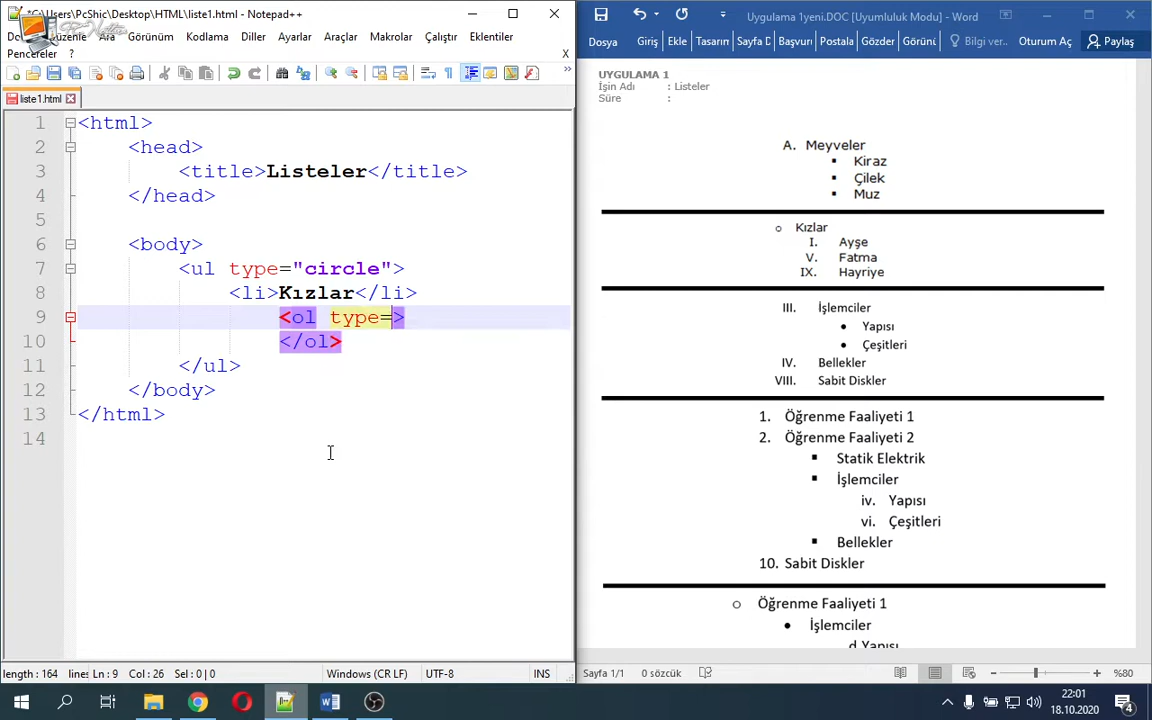 *C:\Users\PcShic\Desktop\HTML\liste1.html - Notepad++
Ara Görünüm Kodlama Diller Ayarlar Araçlar Makrolar Çalıştır Eklentiler
Pencereler ? X
liste1.html
1 <html>
2 <head>
3 <title>Listeler</title>
4 </head>
5
6 <body>
7 <ul type="circle">
8 <li>Kızlar</li>
9 <ol type=>
10 </ol>
11 </ul>
12 </body>
13 </html>
14
length : 164 lines Ln : 9 Col : 26 Sel : 0 | 0 Windows (CR LF) UTF-8 INS
Uygulama 1yeni.DOC [Uyumluluk Modu] - Word
Dosya Giriş Ekle Tasarın Sayfa D Başvuru Postala Gözder Görünü Bilgi ver.. Oturum Aç Paylaş
UYGULAMA 1
İşin Adı : Listeler
Süre :
A. Meyveler
▪ Kiraz
▪ Çilek
▪ Muz
o Kızlar
I. Ayşe
V. Fatma
IX. Hayriye
III. İşlemciler
• Yapısı
• Çeşitleri
IV. Bellekler
VIII. Sabit Diskler
1. Öğrenme Faaliyeti 1
2. Öğrenme Faaliyeti 2
▪ Statik Elektrik
▪ İşlemciler
iv. Yapısı
vi. Çeşitleri
▪ Bellekler
10. Sabit Diskler
o Öğrenme Faaliyeti 1
• İşlemciler
d.Yapısı
Sayfa 1/1 0 sözcük %80
22:01
18.10.2020
4